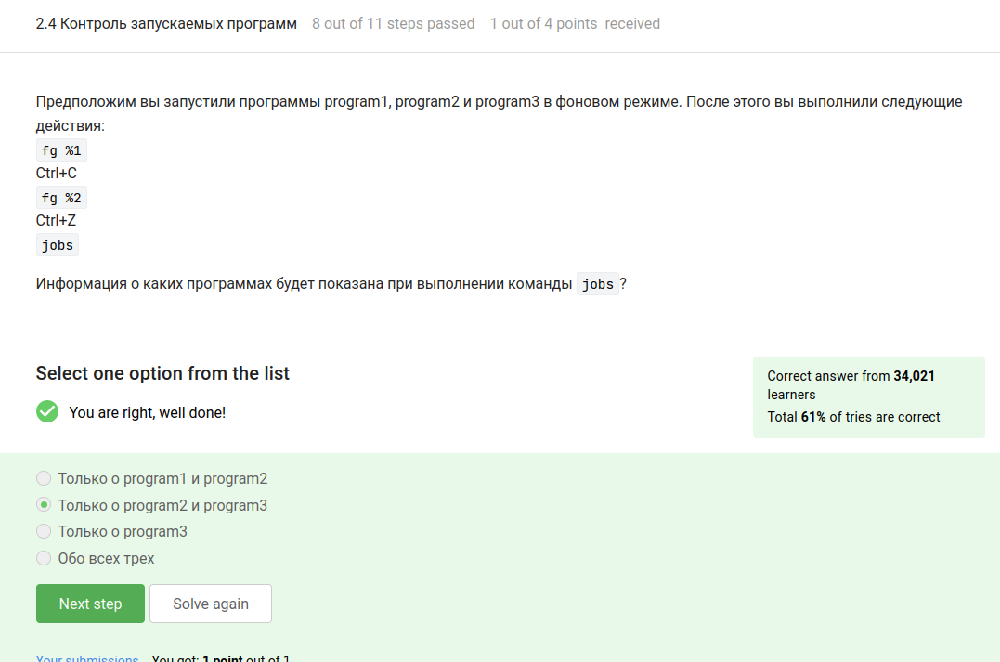 2.4 Контроль запускаемых программ 8 out of 11 steps passed 1 out of 4 points received
Предположим вы запустили программы program1, program2 и program3 в фоновом режиме. После этого вы выполнили следующие
действия:
fg %1
Ctrl+C
fg %2
Ctrl+Z
jobs
Информация о каких программах будет показана при выполнении команды jobs?
Select one option from the list
You are right, well done!
Correct answer from 34,021
learners
Total 61% of tries are correct
Только о program1 и program2
Только о program2 и program3
Только о program3
Обо всех трех
Next step Solve again
Your submissions You got: 1 point out of 1